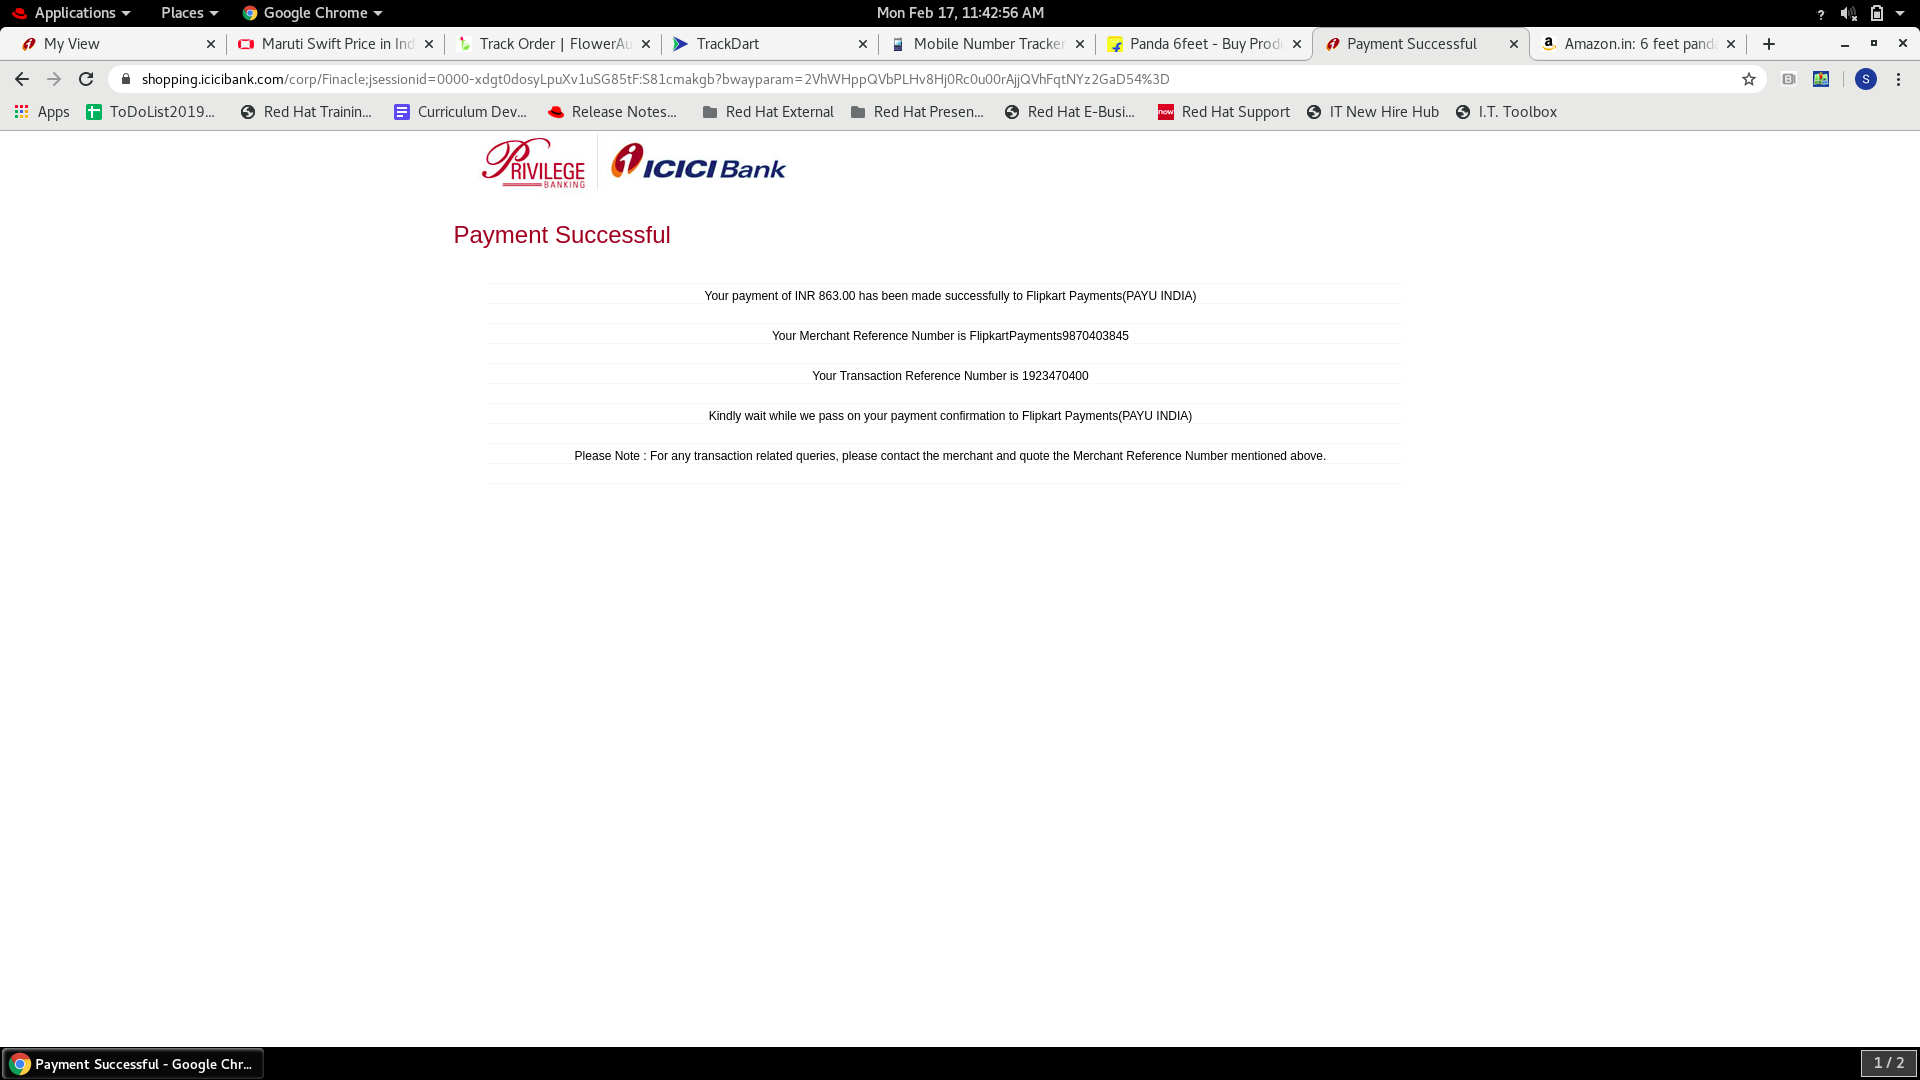 Applications Places Google Chrome Mon Feb 17, 11:42:56 AM ?
My View Maruti Swift Price in Ind Track Order | FlowerAu TrackDart Mobile Number Tracker Panda 6feet - Buy Produ Payment Successful Amazon.in: 6 feet panda
shopping.icicibank.com/corp/Finacle;jsessionid=0000-xdgt0dosyLpuXv1uSG85tF:S81cmakgb?bwayparam=2VhWHppQVbPLHv8Hj0Rc0u00rAjjQVhFqtNYz2GaD54%3D S
Apps ToDoList2019... Red Hat Trainin... Curriculum Dev... Release Notes... Red Hat External Red Hat Presen... Red Hat E-Busi... now Red Hat Support IT New Hire Hub I.T. Toolbox
PRIVILEGE
BANKING
ICICI Bank
Payment Successful
Your payment of INR 863.00 has been made successfully to Flipkart Payments(PAYU INDIA)
Your Merchant Reference Number is FlipkartPayments9870403845
Your Transaction Reference Number is 1923470400
Kindly wait while we pass on your payment confirmation to Flipkart Payments(PAYU INDIA)
Please Note : For any transaction related queries, please contact the merchant and quote the Merchant Reference Number mentioned above.
Payment Successful - Google Chr... 1 / 2